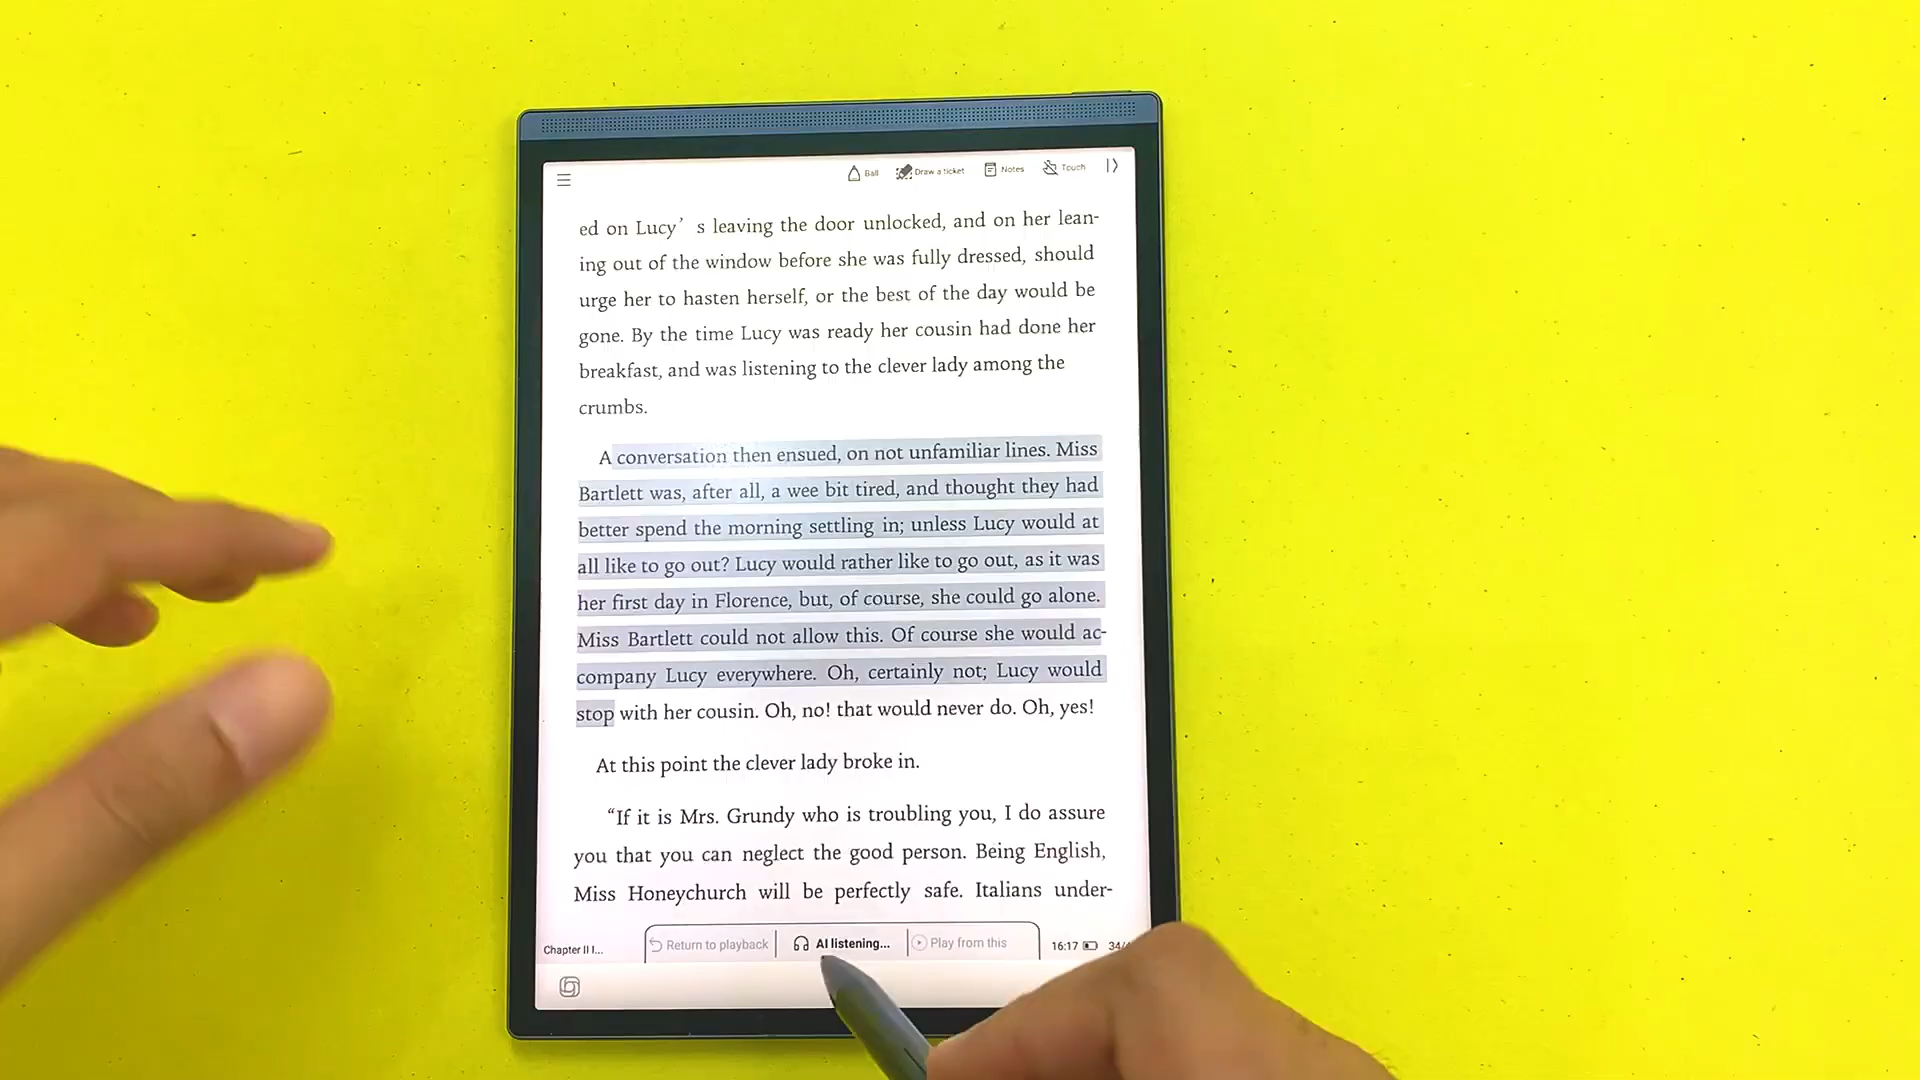 Ball Draw a ticket Notes Touch
ed on Lucy’ s leaving the door unlocked, and on her lean-
ing out of the window before she was fully dressed, should
urge her to hasten herself, or the best of the day would be
gone. By the time Lucy was ready her cousin had done her
breakfast, and was listening to the clever lady among the
crumbs.
A conversation then ensued, on not unfamiliar lines. Miss
Bartlett was, after all, a wee bit tired, and thought they had
better spend the morning settling in; unless Lucy would at
all like to go out? Lucy would rather like to go out, as it was
her first day in Florence, but, of course, she could go alone.
Miss Bartlett could not allow this. Of course she would ac-
company Lucy everywhere. Oh, certainly not; Lucy would
stop with her cousin. Oh, no! that would never do. Oh, yes!
At this point the clever lady broke in.
“If it is Mrs. Grundy who is troubling you, I do assure
you that you can neglect the good person. Being English,
Miss Honeychurch will be perfectly safe. Italians under-
Chapter II I... Return to playback AI listening... Play from this 16:17 34/